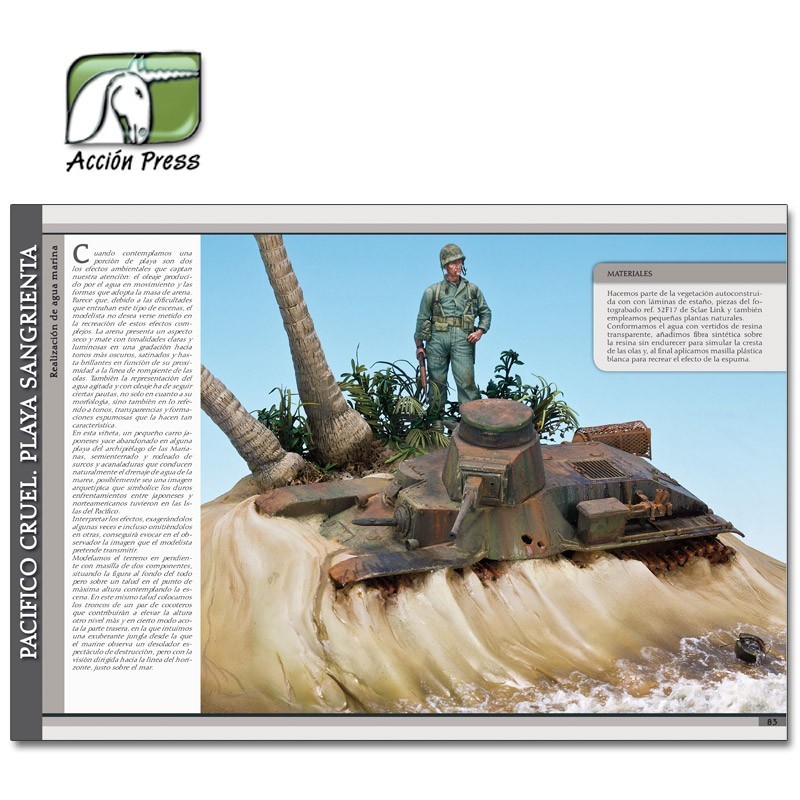 Acción Press
PACIFICO CRUEL. PLAYA SANGRIENTA
Realización de agua marina
Cuando contemplamos una
porción de playa son dos
los efectos ambientales que captan
nuestra atención: el oleaje produci-
do por el agua en movimiento y las
formas que adopta la masa de arena.
Parece que, debido a las dificultades
que entrañan este tipo de escenas, el
modelista no desea verse metido en
la recreación de estos efectos com-
plejos. La arena presenta un aspecto
seco y mate con tonalidades claras y
luminosas en una gradación hacia
tonos más oscuros, satinados y has-
ta brillantes en función de su proxi-
midad a la línea de rompiente de las
olas. También la representación del
agua agitada y con oleaje ha de seguir
ciertas pautas, no solo en cuanto a su
morfología, sino también en lo refe-
rido a tonos, transparencias y forma-
ciones espumosas que la hacen tan
característica.
En esta viñeta, un pequeño carro ja-
poneses yace abandonado en alguna
playa del archipiélago de las Maria-
nas, semienterrado y rodeado de
surcos y acanaladuras que conducen
naturalmente el drenaje de agua de la
marea, posiblemente sea una imagen
arquetípica que simbolice los duros
enfrentamientos entre japoneses y
norteamericanos tuvieron en las Is-
las del Pacífico.
Interpretar los efectos, exagerándolos
algunas veces e incluso omitiéndolos
en otras, conseguirá evocar en el ob-
servador la imagen que el modelista
pretende transmitir.
Modelamos el terreno en pendien-
te con masilla de dos componentes,
situando la figura al fondo del todo
pero sobre un talud en el punto de
máxima altura contemplando la es-
cena. En este mismo talud colocamos
los troncos de un par de cocoteros
que contribuirán a elevar la altura
otro nivel más y en cierto modo aco-
ta la parte trasera, en la que intuimos
una exuberante jungla desde la que
el marine observa un desolador es-
pectáculo de destrucción, pero con la
visión dirigida hacia la línea del hori-
zonte, justo sobre el mar.
MATERIALES
Hacemos parte de la vegetación autoconstrui-
da con con láminas de estaño, piezas del fo-
tograbado ref. 32F17 de Sclae Link y también
empleamos pequeñas plantas naturales.
Conformamos el agua con vertidos de resina
transparente, añadimos fibra sintética sobre
la resina sin endurecer para simular la cresta
de las olas y, al final aplicamos masilla plástica
blanca para recrear el efecto de la espuma.
83